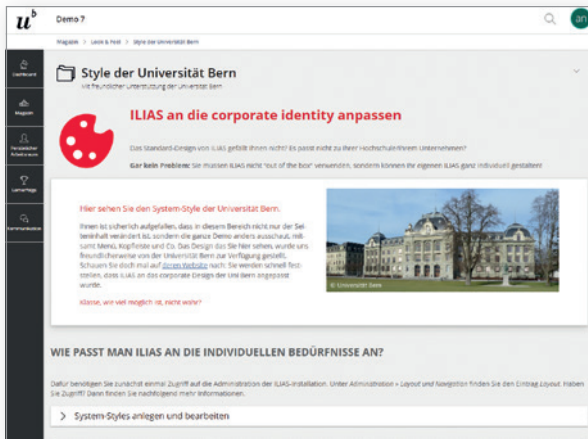 u b
Demo 7
an
Magazin > Look & Feel > Style der Universität Bern
Dashboard
Magazin
Persönlicher
Arbeitsraum
Lernerfolge
Kommunikation
Style der Universität Bern
Mit freundlicher Unterstützung der Universität Bern
ILIAS an die corporate identity anpassen
Das Standard-Design von ILIAS gefällt Ihnen nicht? Es passt nicht zu Ihrer Hochschule/Ihrem Unternehmen?
Gar kein Problem: Sie müssen ILIAS nicht "out of the box" verwenden, sondern können Ihr eigenen ILIAS ganz individuell gestalten!
Hier sehen Sie den System-Style der Universität Bern.
Ihnen ist sicherlich aufgefallen, dass in diesem Bereich nicht nur der Sei-
teninhalt verändert ist, sondern die ganze Demo anders ausschaut, mit-
samt Menü, Kopfleiste und Co. Das Design das Sie hier sehen, wurde uns
freundlicherweise von der Universität Bern zur Verfügung gestellt.
Schauen Sie doch mal auf deren Website nach: Sie werden schnell fest-
stellen, dass ILIAS an das corporate Design der Uni Bern angepasst
wurde.
Klasse, wie viel möglich ist, nicht wahr?
© Universität Bern
WIE PASST MAN ILIAS AN DIE INDIVIDUELLEN BEDÜRFNISSE AN?
Dafür benötigen Sie zunächst einmal Zugriff auf die Administration der ILIAS-Installation. Unter Administration » Layout und Navigation finden Sie den Eintrag Layout. Haben
Sie Zugriff? Dann finden Sie nachfolgend mehr Informationen.
> System-Styles anlegen und bearbeiten